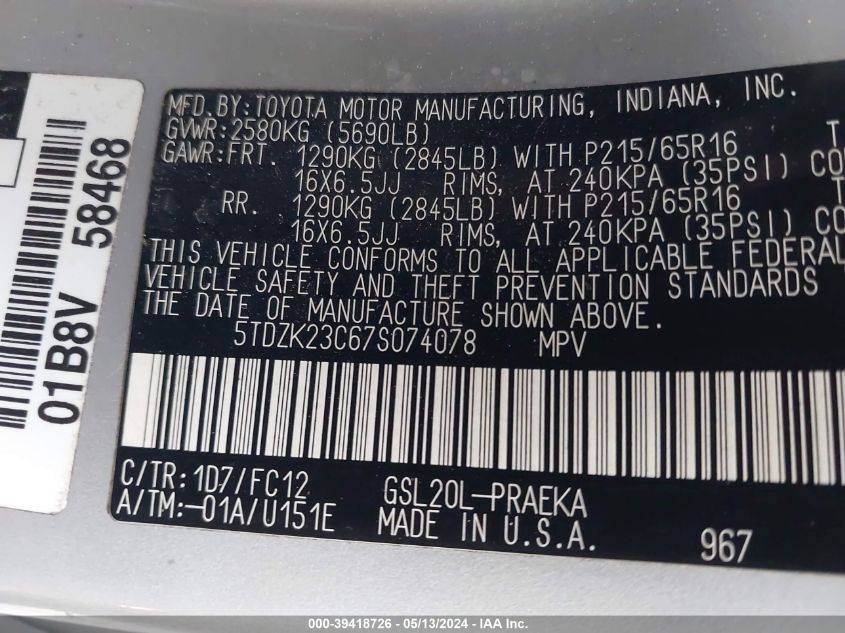 MFD. BY: TOYOTA MOTOR MANUFACTURING, INDIANA, INC.
GVWR: 2580KG (5690LB)
GAWR: FRT. 1290KG (2845LB) WITH P215/65R16 T
16X6.5JJ RIMS, AT 240KPA (35PSI) CO
RR. 1290KG (2845LB) WITH P215/65R16 T
16X6.5JJ RIMS, AT 240KPA (35PSI) CO
THIS VEHICLE CONFORMS TO ALL APPLICABLE FEDERAL
VEHICLE SAFETY AND THEFT PREVENTION STANDARDS
THE DATE OF MANUFACTURE SHOWN ABOVE.
5TDZK23C67S074078 MPV
C/TR: 1D7/FC12 GSL20L-PRAEKA
A/TM: -01A/U151E MADE IN U.S.A. 967
01B8V 58468
000-39418726 - 05/13/2024 - IAA Inc.